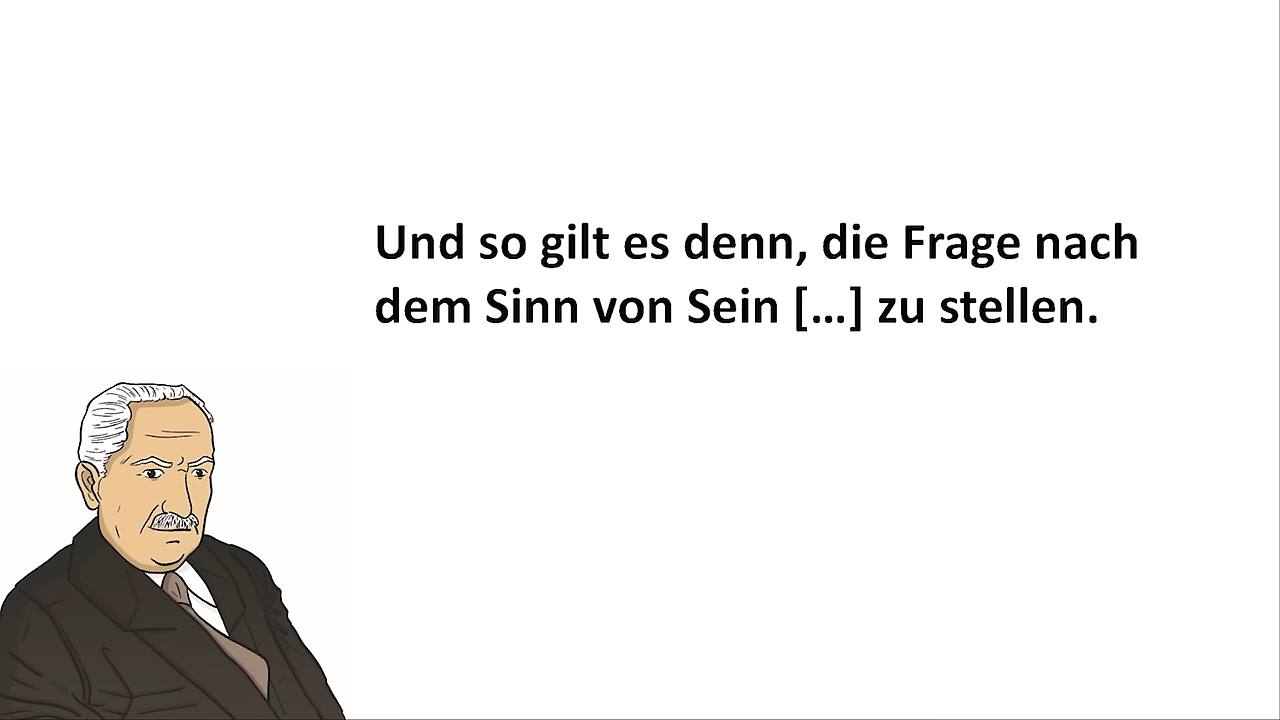 Und so gilt es denn, die Frage nach
dem Sinn von Sein [...] zu stellen.